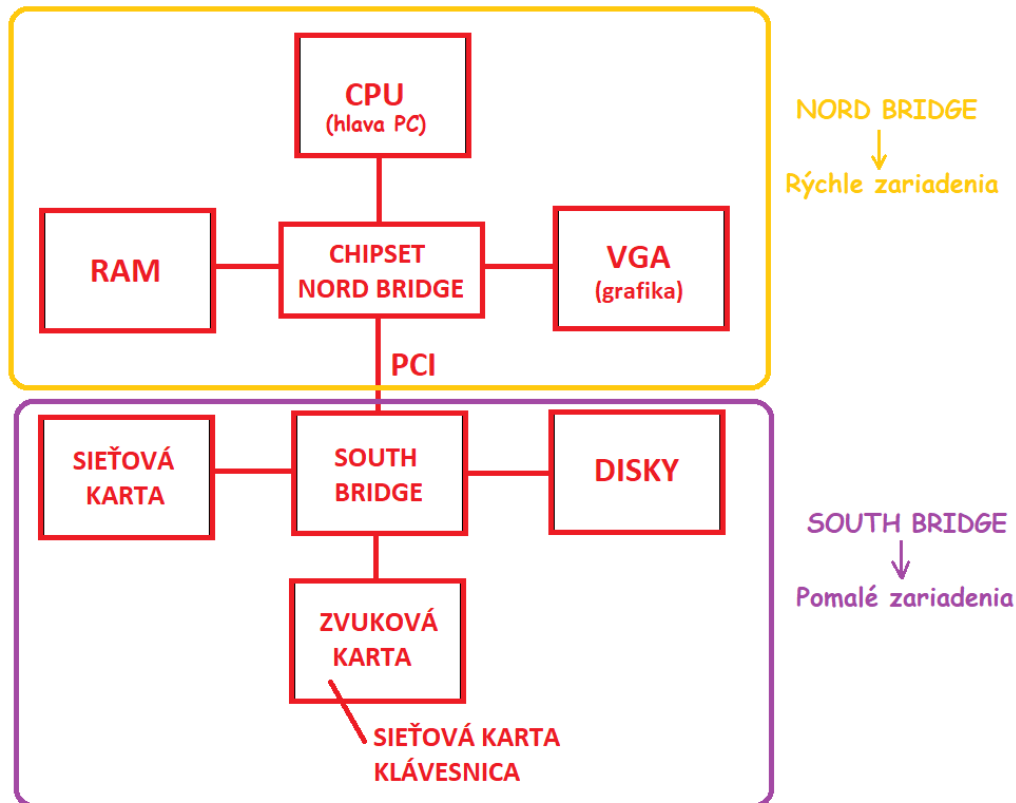 CPU
(hlava PC)
NORD BRIDGE
Rýchle zariadenia
RAM
CHIPSET
NORD BRIDGE
VGA
(grafika)
PCI
SIEŤOVÁ
KARTA
SOUTH
BRIDGE
DISKY
SOUTH BRIDGE
Pomalé zariadenia
ZVUKOVÁ
KARTA
SIEŤOVÁ KARTA
KLÁVESNICA